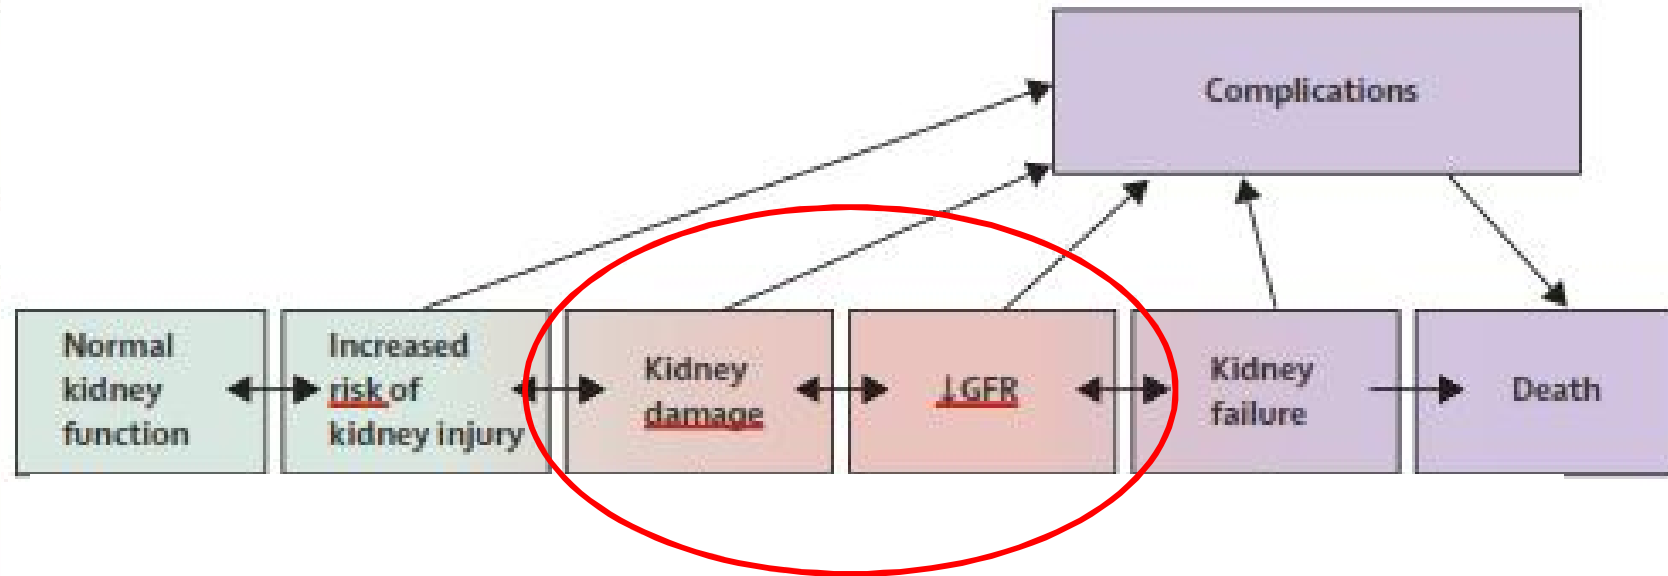 Complications
Normal
kidney
function
Increased
risk of
kidney injury
Kidney
damage
↓GFR
Kidney
failure
Death